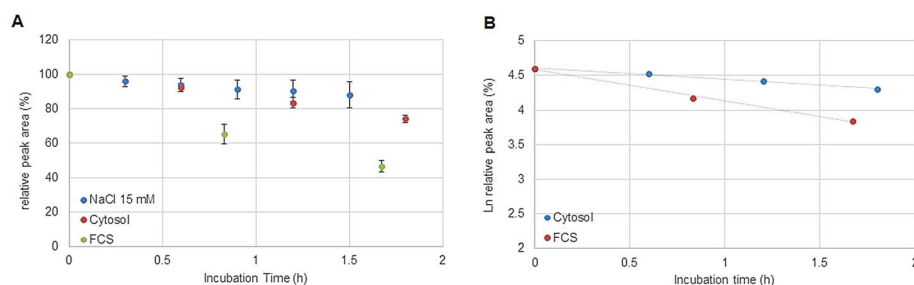 A
120
100
80
60
40
20
0
relative peak area (%)
NaCl 15 mM
Cytosol
FCS
0
0.5
1
1.5
2
Incubation Time (h)
B
5
4.5
4
3.5
3
2.5
2
Ln relative peak area (%)
Cytosol
FCS
0
0.5
1
1.5
2
Incubation time (h)